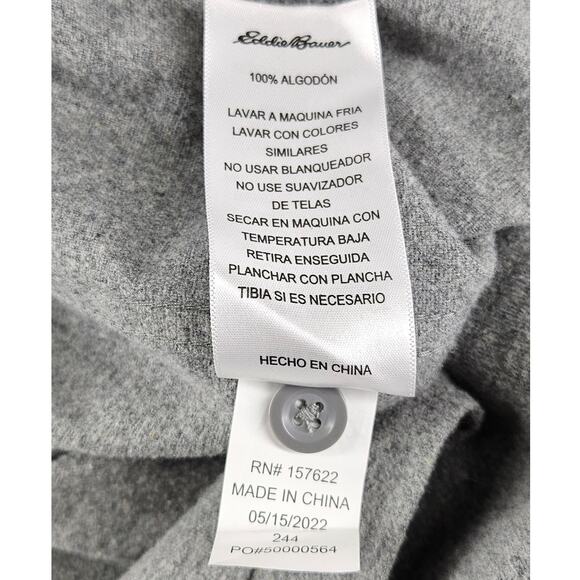 Eddie Bauer
100% ALGODÓN
LAVAR A MAQUINA FRIA
LAVAR CON COLORES
SIMILARES
NO USAR BLANQUEADOR
NO USE SUAVIZADOR
DE TELAS
SECAR EN MAQUINA CON
TEMPERATURA BAJA
RETIRA ENSEGUIDA
PLANCHAR CON PLANCHA
TIBIA SI ES NECESARIO
HECHO EN CHINA
RN# 157622
MADE IN CHINA
05/15/2022
244
PO#50000564